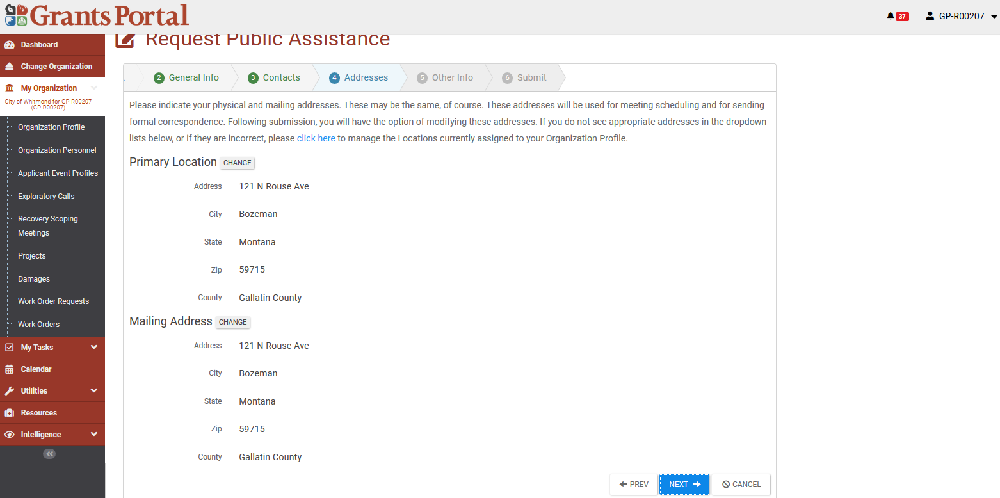 Grants Portal
37
GP-R00207
Dashboard
Change Organization
My Organization
City of Whitmond for GP-R00207
(GP-R00207)
Organization Profile
Organization Personnel
Applicant Event Profiles
Exploratory Calls
Recovery Scoping
Meetings
Projects
Damages
Work Order Requests
Work Orders
My Tasks
Calendar
Utilities
Resources
Intelligence
Request Public Assistance
2 General Info
3 Contacts
4 Addresses
5 Other Info
6 Submit
Please indicate your physical and mailing addresses. These may be the same, of course. These addresses will be used for meeting scheduling and for sending
formal correspondence. Following submission, you will have the option of modifying these addresses. If you do not see appropriate addresses in the dropdown
lists below, or if they are incorrect, please click here to manage the Locations currently assigned to your Organization Profile.
Primary Location CHANGE
Address 121 N Rouse Ave
City Bozeman
State Montana
Zip 59715
County Gallatin County
Mailing Address CHANGE
Address 121 N Rouse Ave
City Bozeman
State Montana
Zip 59715
County Gallatin County
PREV NEXT CANCEL